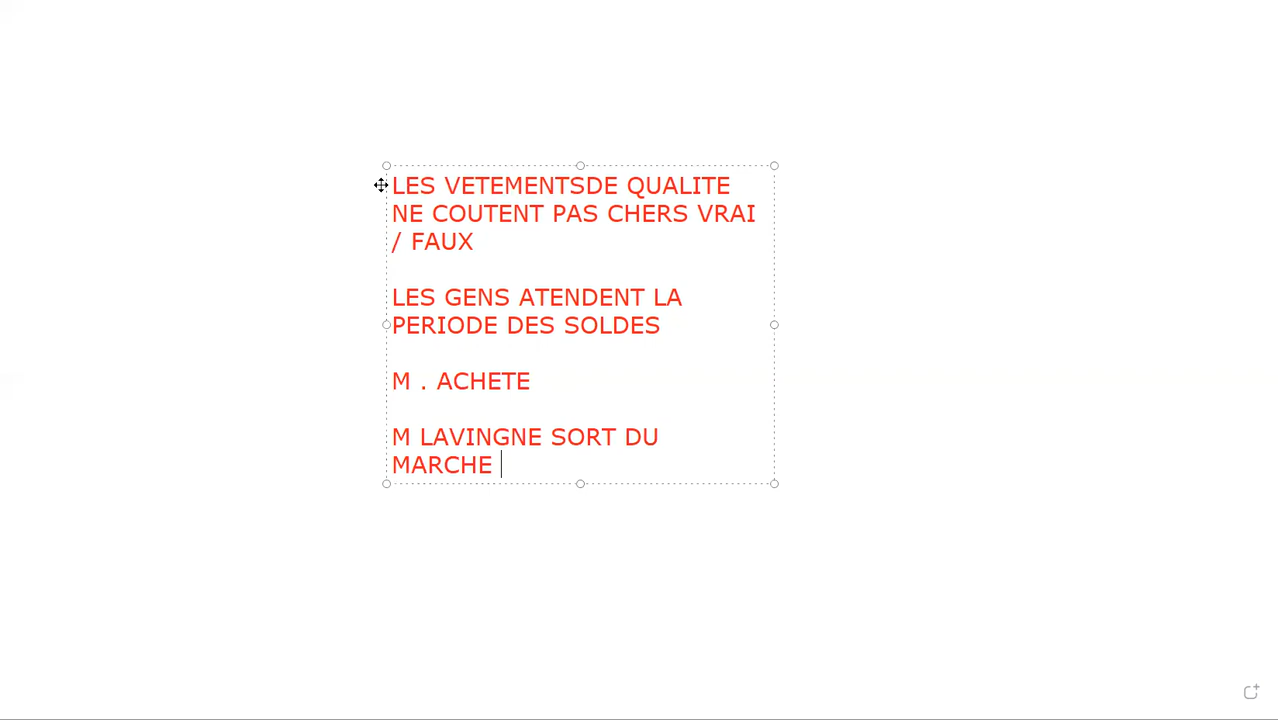 LES VETEMENTSDE QUALITE
NE COUTENT PAS CHERS VRAI
/ FAUX
LES GENS ATENDENT LA
PERIODE DES SOLDES
M . ACHETE
M LAVINGNE SORT DU
MARCHE